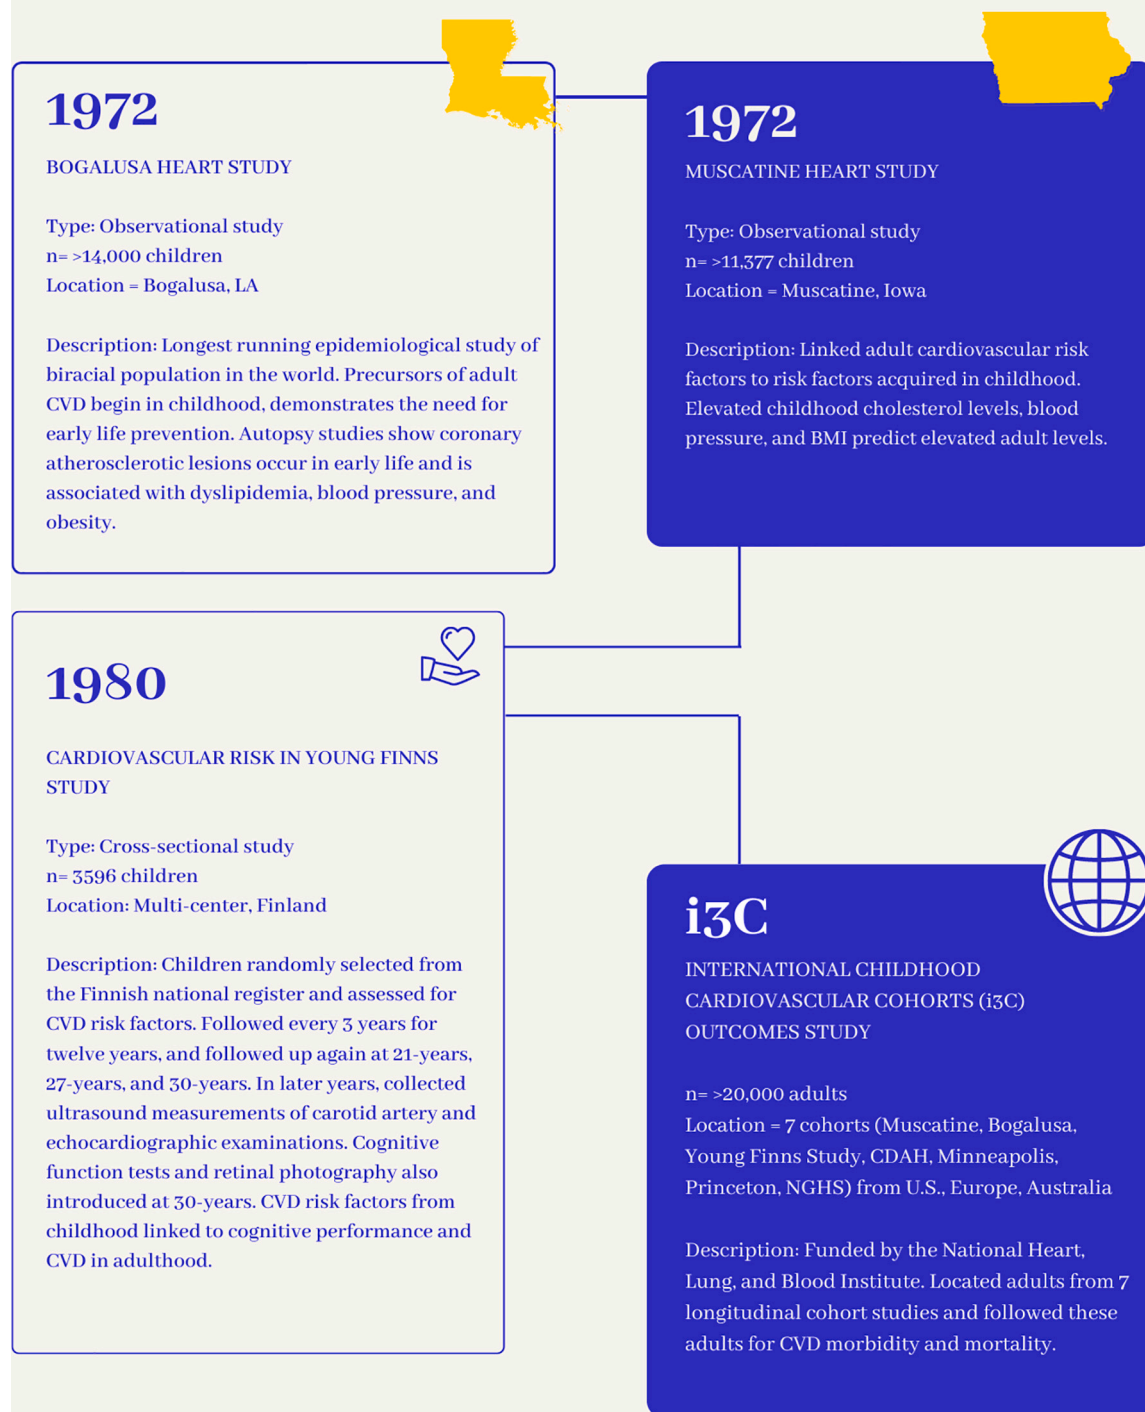 1972
BOGALUSA HEART STUDY
Type: Observational study
n= >14,000 children
Location = Bogalusa, LA
Description: Longest running epidemiological study of
biracial population in the world. Precursors of adult
CVD begin in childhood, demonstrates the need for
early life prevention. Autopsy studies show coronary
atherosclerotic lesions occur in early life and is
associated with dyslipidemia, blood pressure, and
obesity.
1972
MUSCATINE HEART STUDY
Type: Observational study
n= >11,377 children
Location = Muscatine, Iowa
Description: Linked adult cardiovascular risk
factors to risk factors acquired in childhood.
Elevated childhood cholesterol levels, blood
pressure, and BMI predict elevated adult levels.
1980
CARDIOVASCULAR RISK IN YOUNG FINNS
STUDY
Type: Cross-sectional study
n= 3596 children
Location: Multi-center, Finland
Description: Children randomly selected from
the Finnish national register and assessed for
CVD risk factors. Followed every 3 years for
twelve years, and followed up again at 21-years,
27-years, and 30-years. In later years, collected
ultrasound measurements of carotid artery and
echocardiographic examinations. Cognitive
function tests and retinal photography also
introduced at 30-years. CVD risk factors from
childhood linked to cognitive performance and
CVD in adulthood.
i3C
INTERNATIONAL CHILDHOOD
CARDIOVASCULAR COHORTS (i3C)
OUTCOMES STUDY
n= >20,000 adults
Location = 7 cohorts (Muscatine, Bogalusa,
Young Finns Study, CDAH, Minneapolis,
Princeton, NGHS) from U.S., Europe, Australia
Description: Funded by the National Heart,
Lung, and Blood Institute. Located adults from 7
longitudinal cohort studies and followed these
adults for CVD morbidity and mortality.